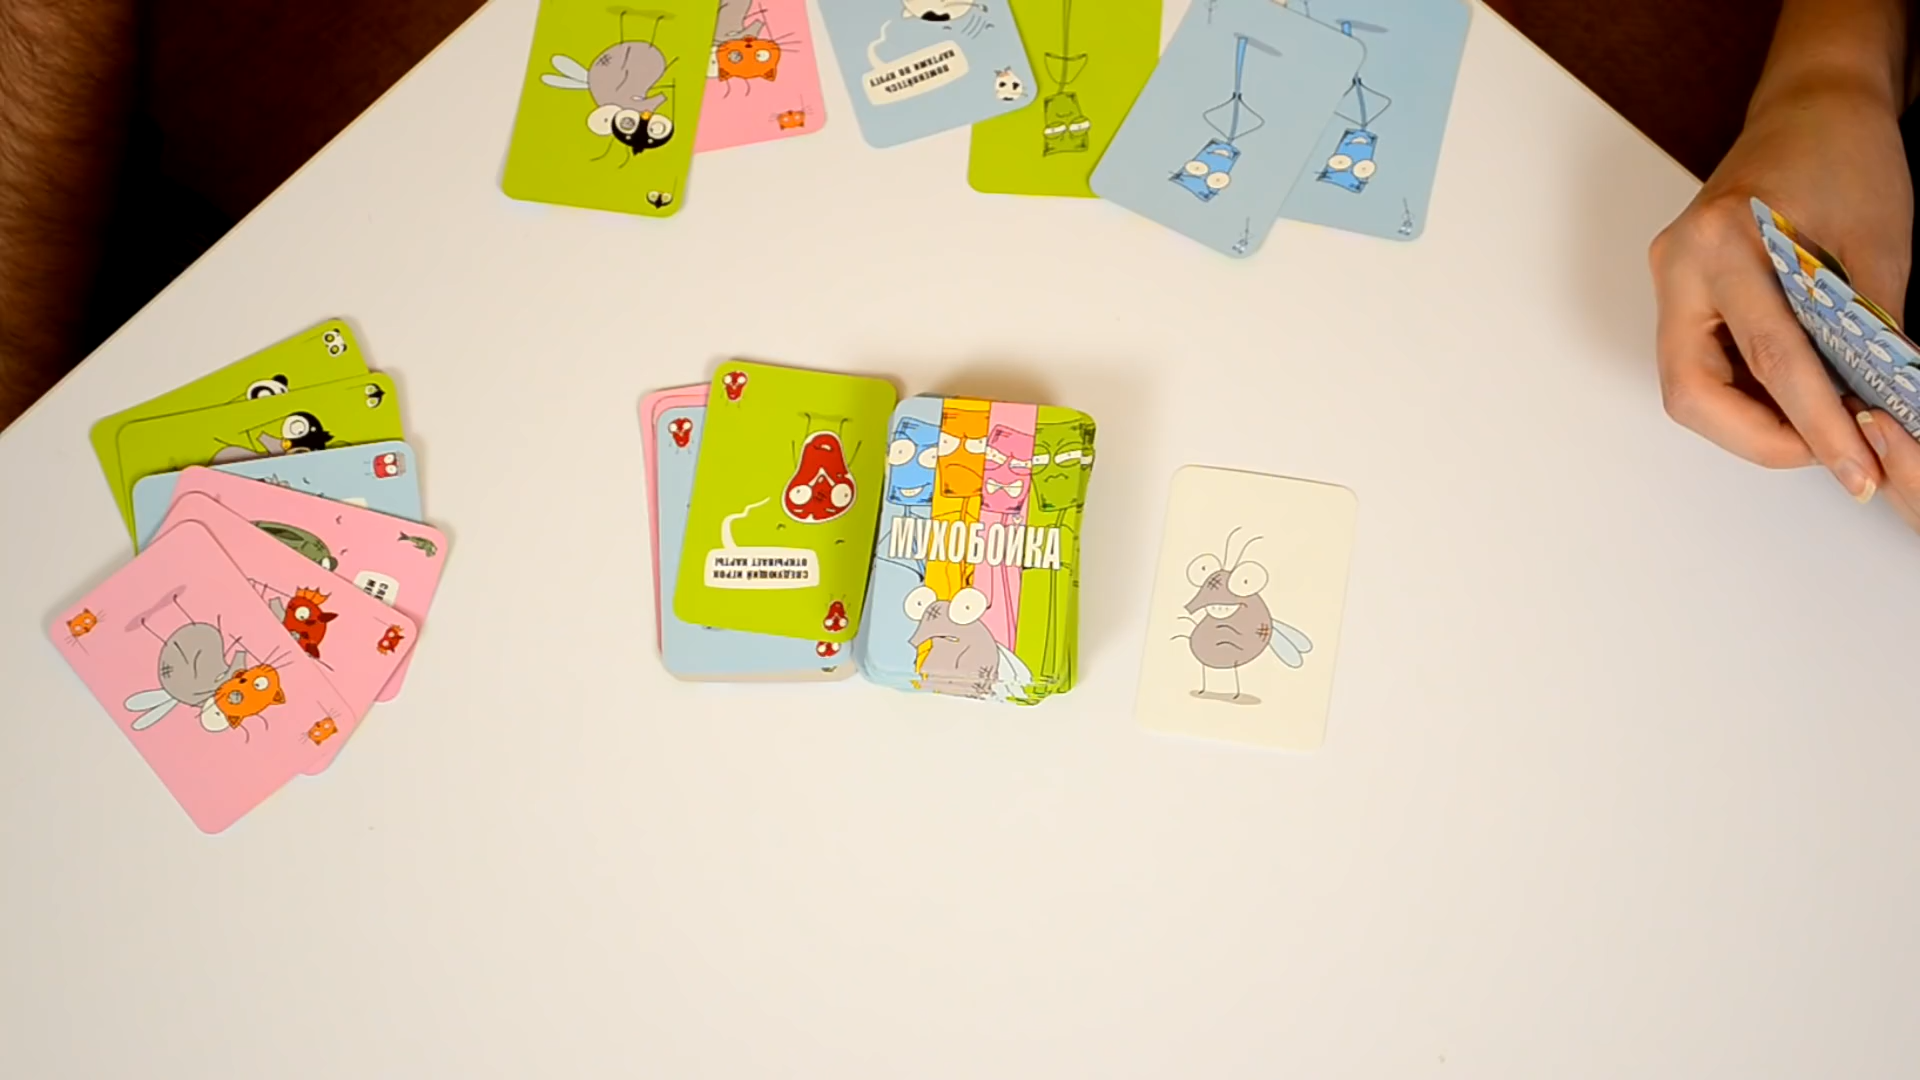 ПОМЕНЯЙТЕСЬ
КАРТАМИ ПО КРУГУ
МУХОБОЙКА
СЛЕДУЮЩИЙ ИГРОК
ОТКРЫВАЕТ КАРТЫ